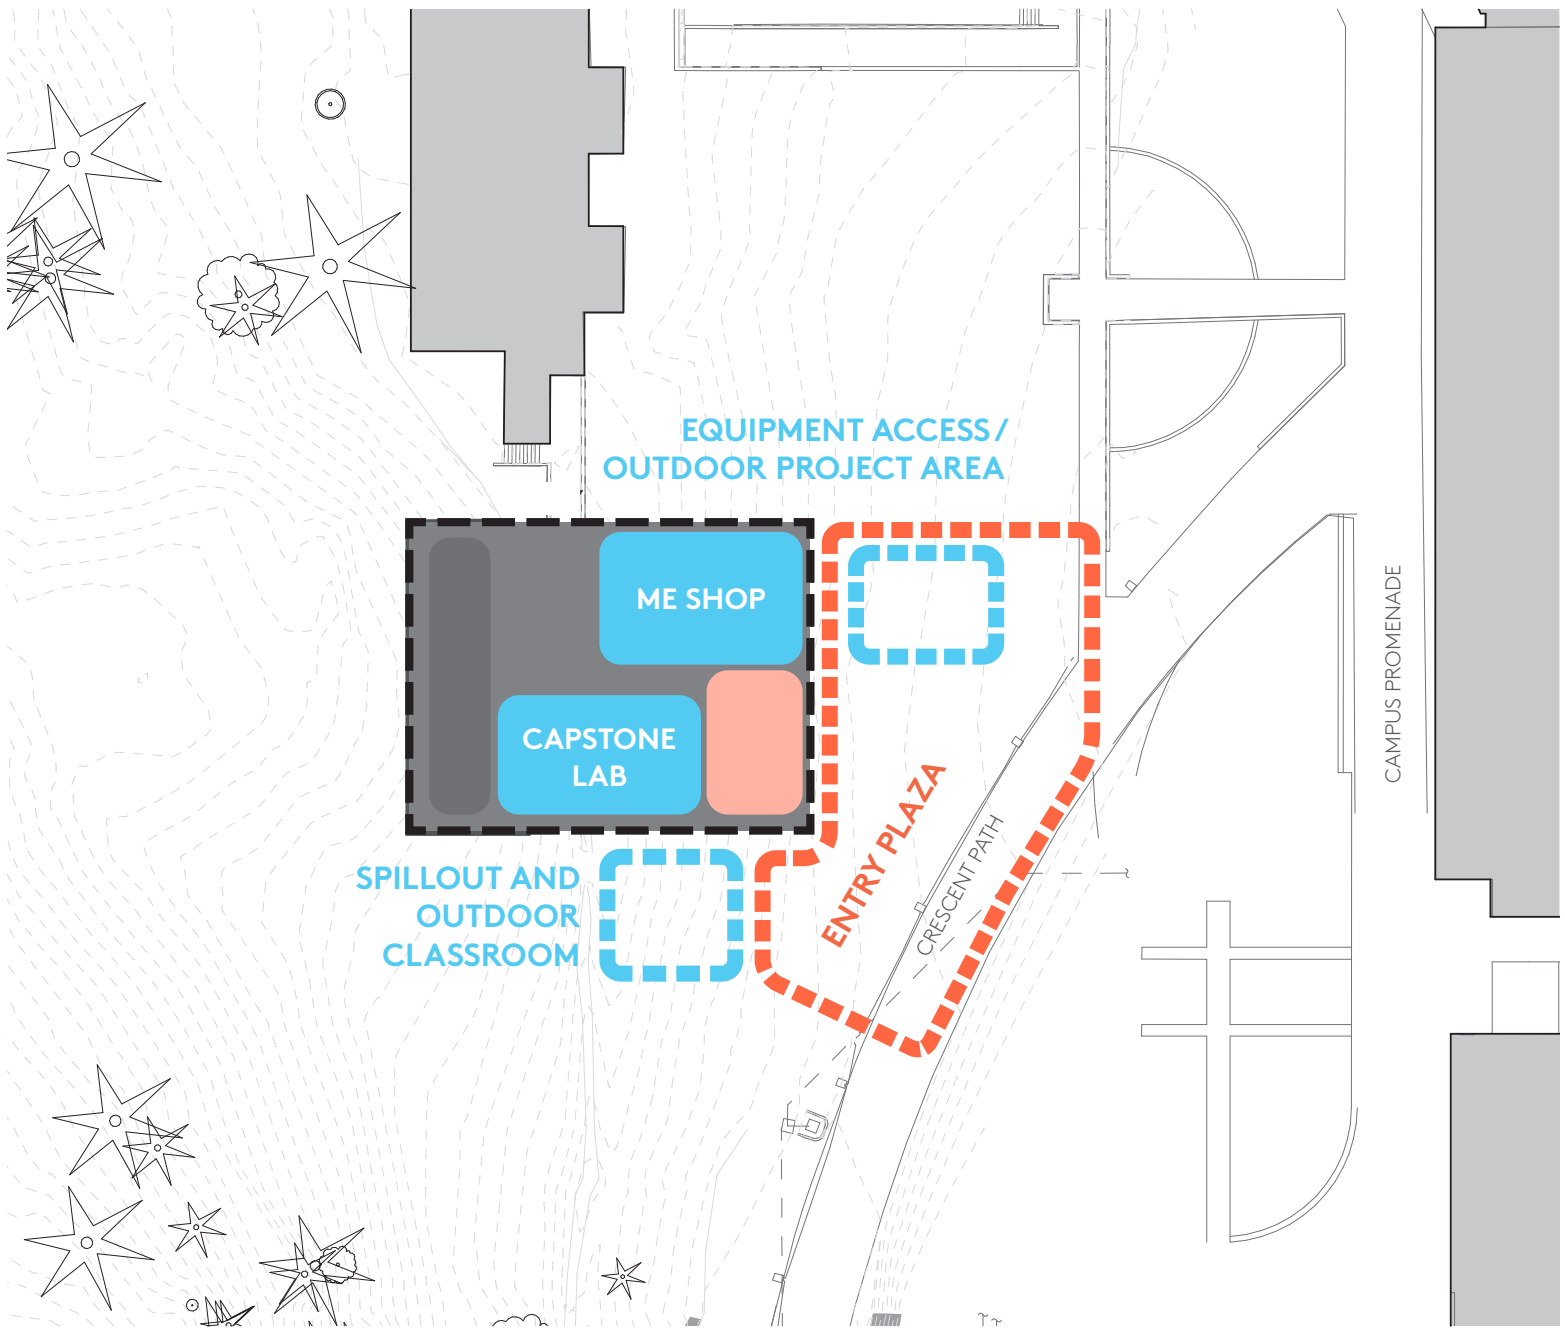 EQUIPMENT ACCESS/
OUTDOOR PROJECT AREA
ME SHOP
CAPSTONE
LAB
SPILLOUT AND
OUTDOOR
CLASSROOM
ENTRY PLAZA
CRESCENT PATH
CAMPUS PROMENADE